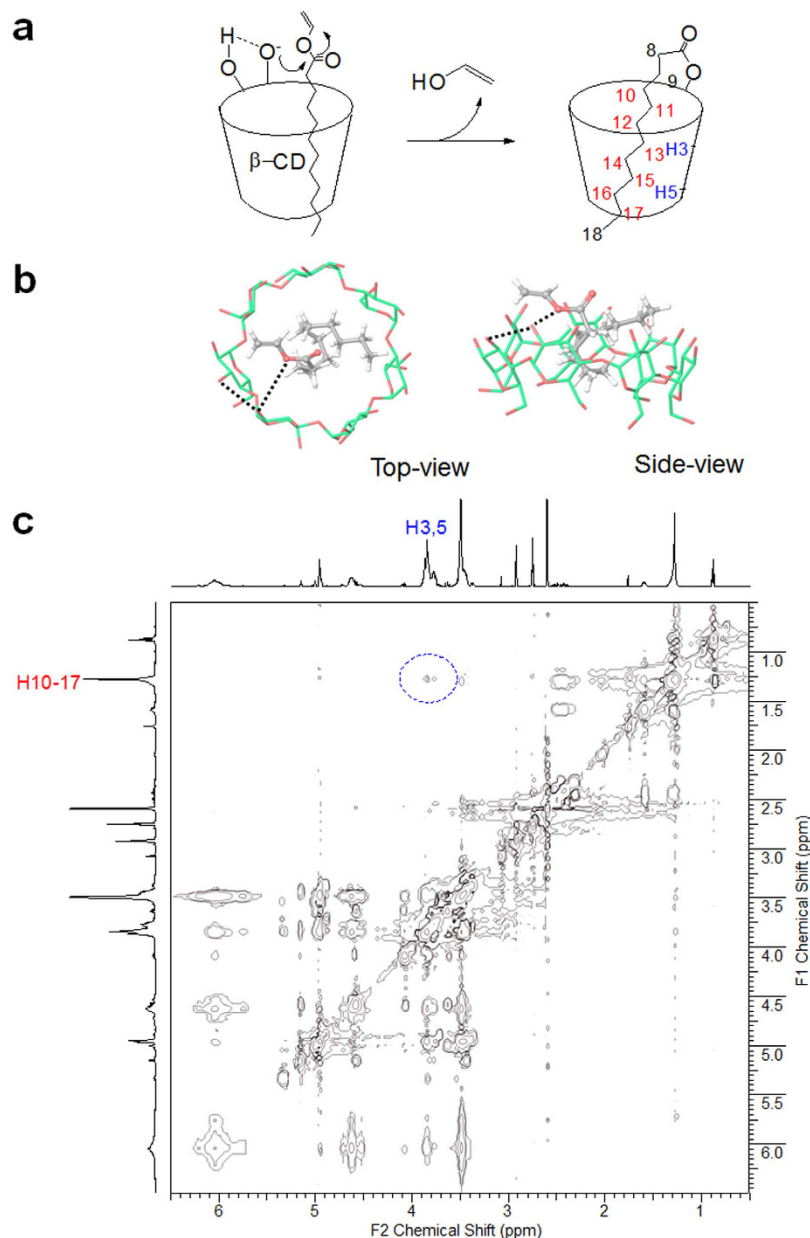 a
H
O
O⁻
O
O
β-CD
HO
8
O
O
9
10
11
12
13
H3
14
15
H5
16
17
18
b
Top-view
Side-view
c
H3,5
H10-17
1.0
1.5
2.0
2.5
3.0
3.5
4.0
4.5
5.0
5.5
6.0
F1 Chemical Shift (ppm)
6
5
4
3
2
1
F2 Chemical Shift (ppm)